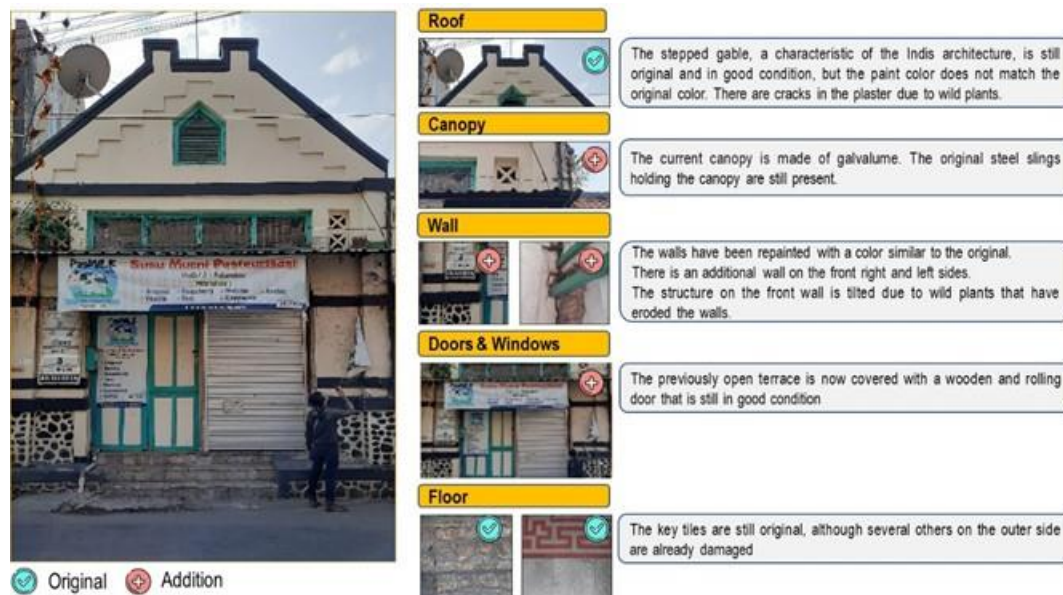 Roof
The stepped gable, a characteristic of the Indis architecture, is still
original and in good condition, but the paint color does not match the
original color. There are cracks in the plaster due to wild plants.
Canopy
The current canopy is made of galvalume. The original steel slings
holding the canopy are still present.
Wall
The walls have been repainted with a color similar to the original.
There is an additional wall on the front right and left sides.
The structure on the front wall is tilted due to wild plants that have
eroded the walls.
Doors & Windows
The previously open terrace is now covered with a wooden and rolling
door that is still in good condition
Floor
The key tiles are still original, although several others on the outer side
are already damaged
Susu Murni Pasteurisasi
Original
Addition